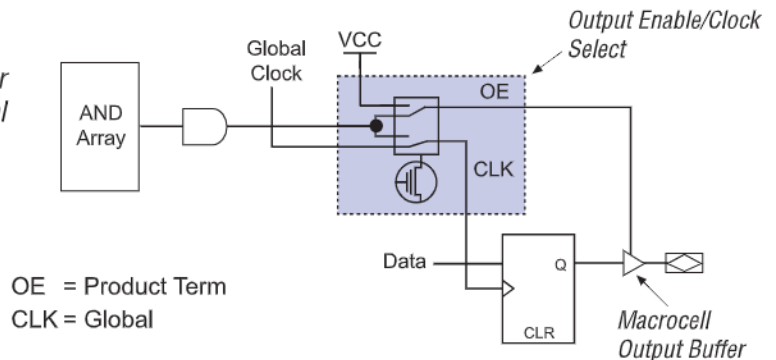 Output Enable/Clock
Select
Global
Clock
VCC
OE
AND
Array
CLK
Data
Q
CLR
OE = Product Term
CLK = Global
Macrocell
Output Buffer